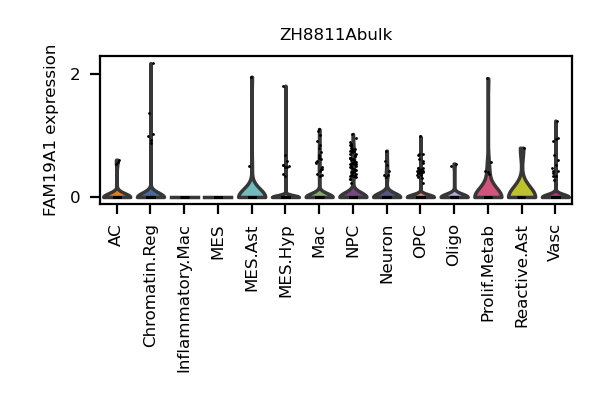 ZH8811Abulk
FAM19A1 expression
2
0
AC
Chromatin.Reg
Inflammatory.Mac
MES
MES.Ast
MES.Hyp
Mac
NPC
Neuron
OPC
Oligo
Prolif.Metab
Reactive.Ast
Vasc